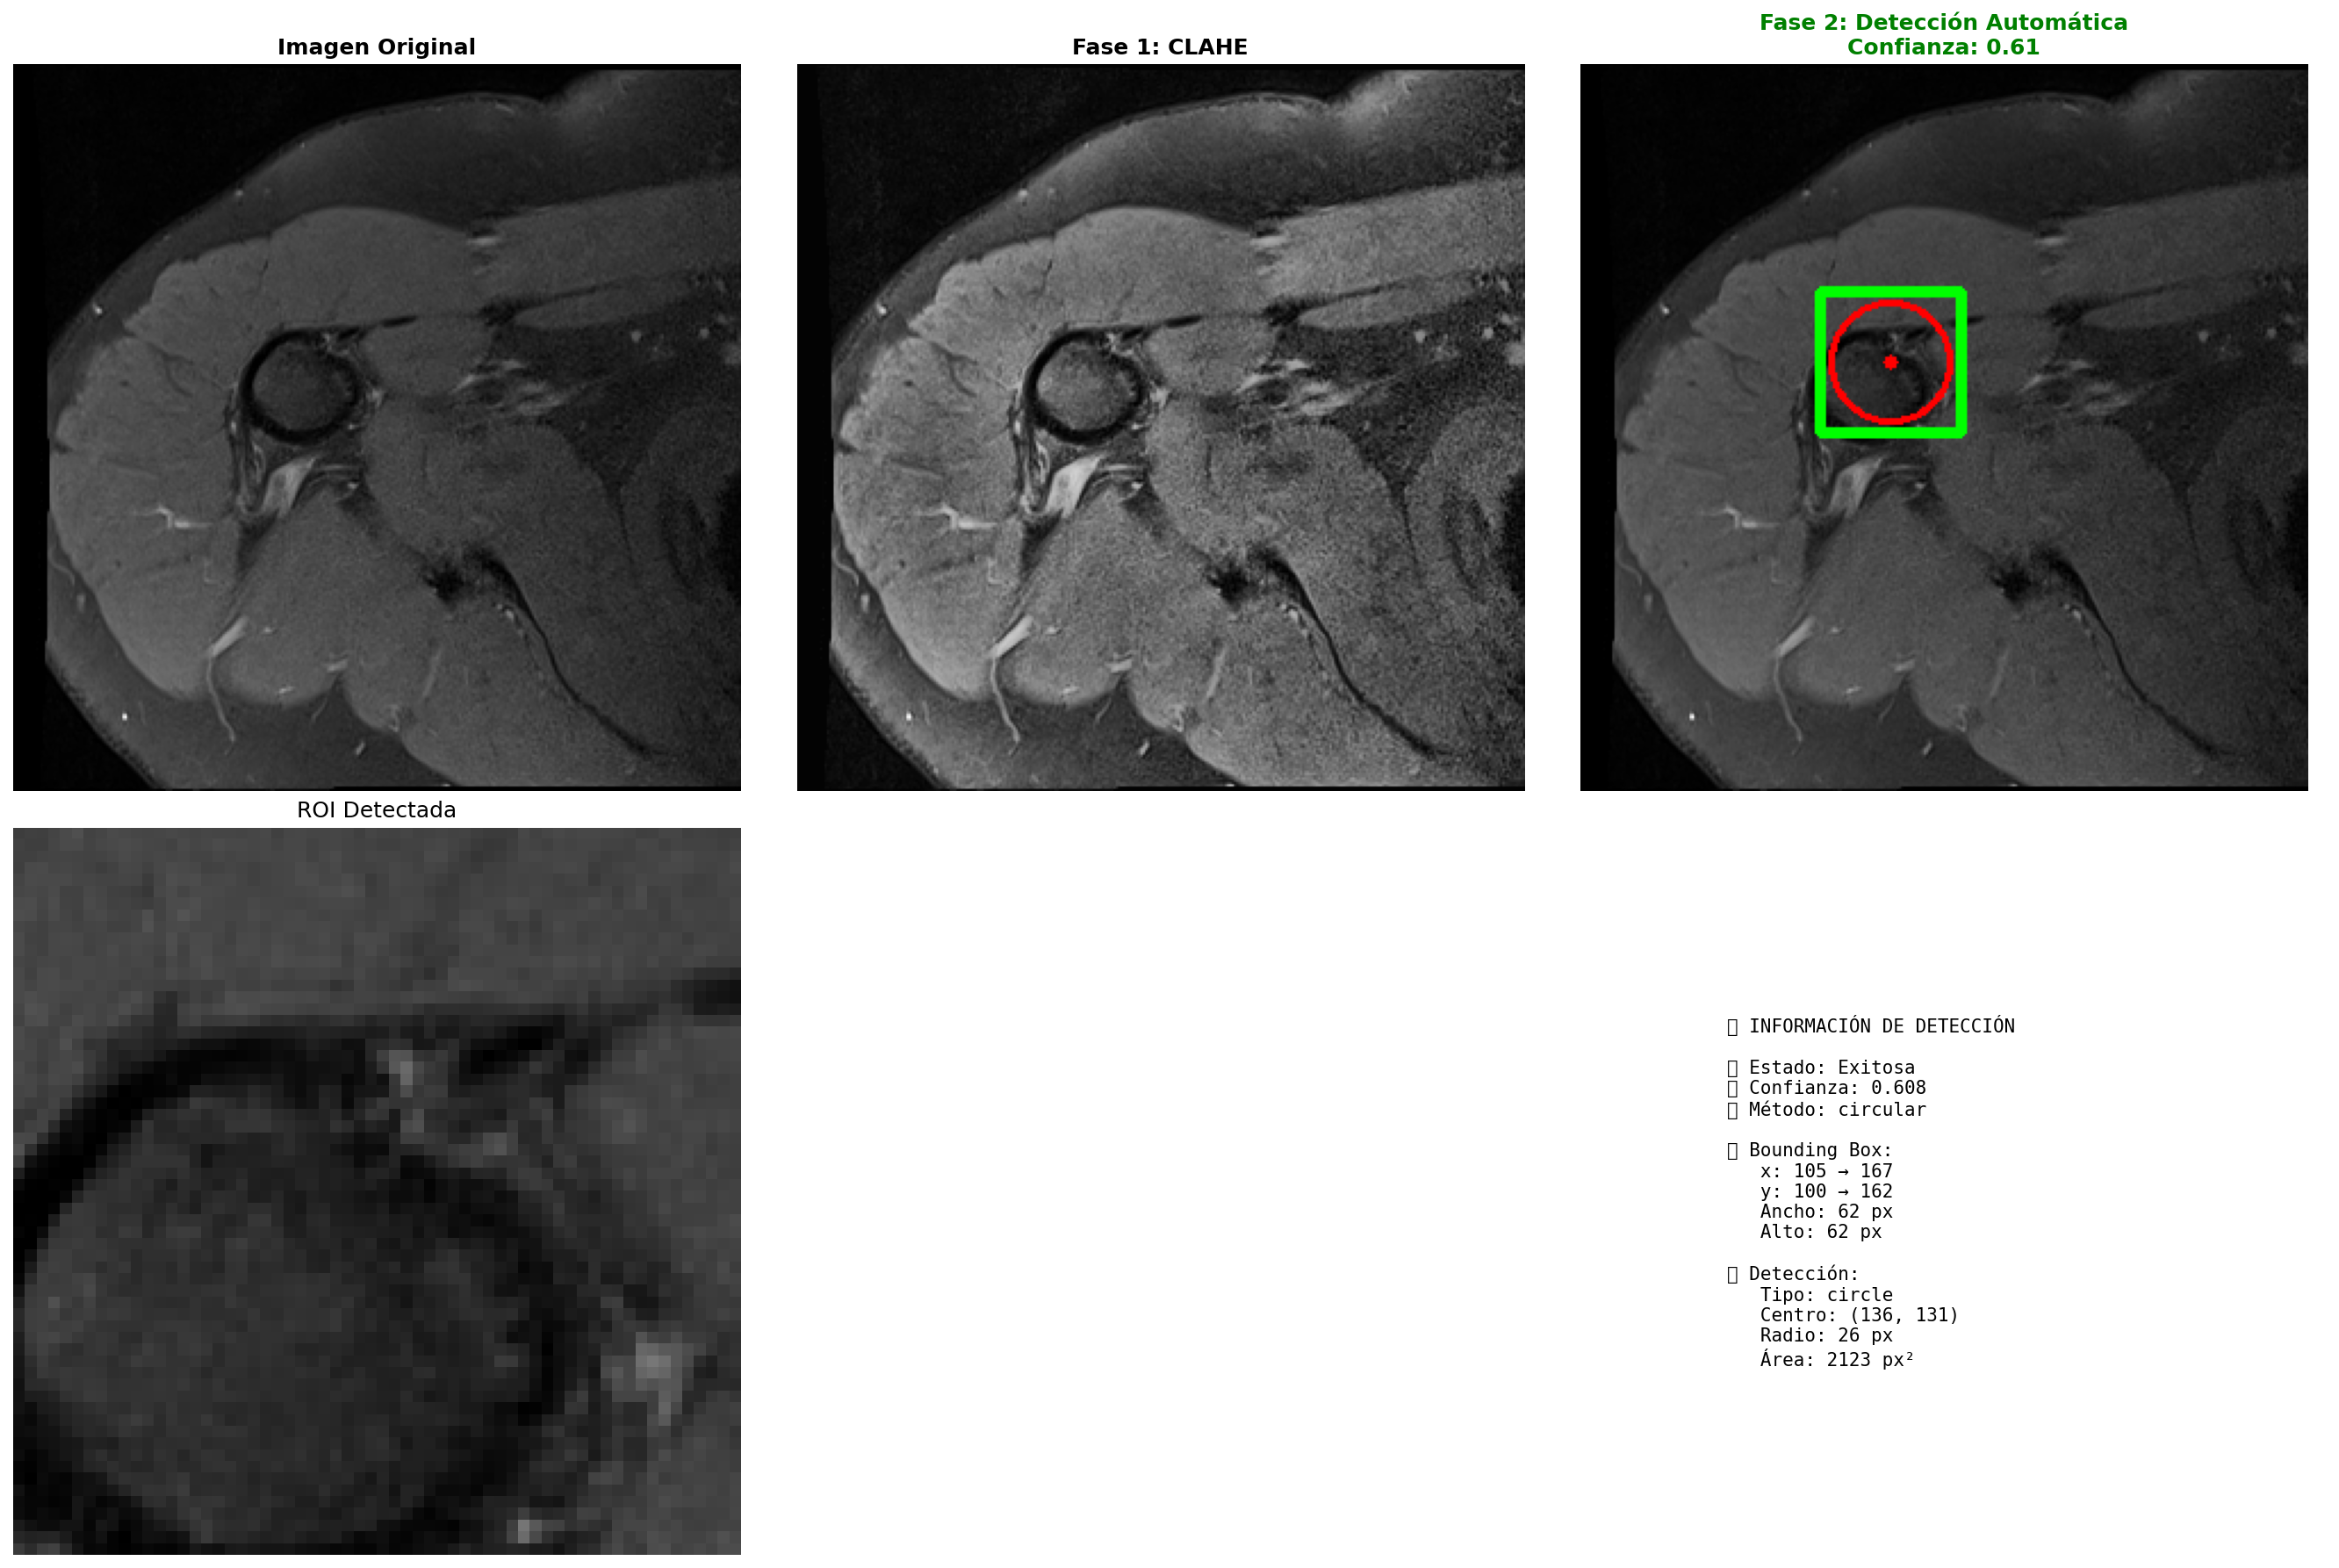 Imagen Original
Fase 1: CLAHE
Fase 2: Detección Automática
Confianza: 0.61
ROI Detectada
INFORMACIÓN DE DETECCIÓN
Estado: Exitosa
Confianza: 0.608
Método: circular
Bounding Box:
x: 105 → 167
y: 100 → 162
Ancho: 62 px
Alto: 62 px
Detección:
Tipo: circle
Centro: (136, 131)
Radio: 26 px
Área: 2123 px²